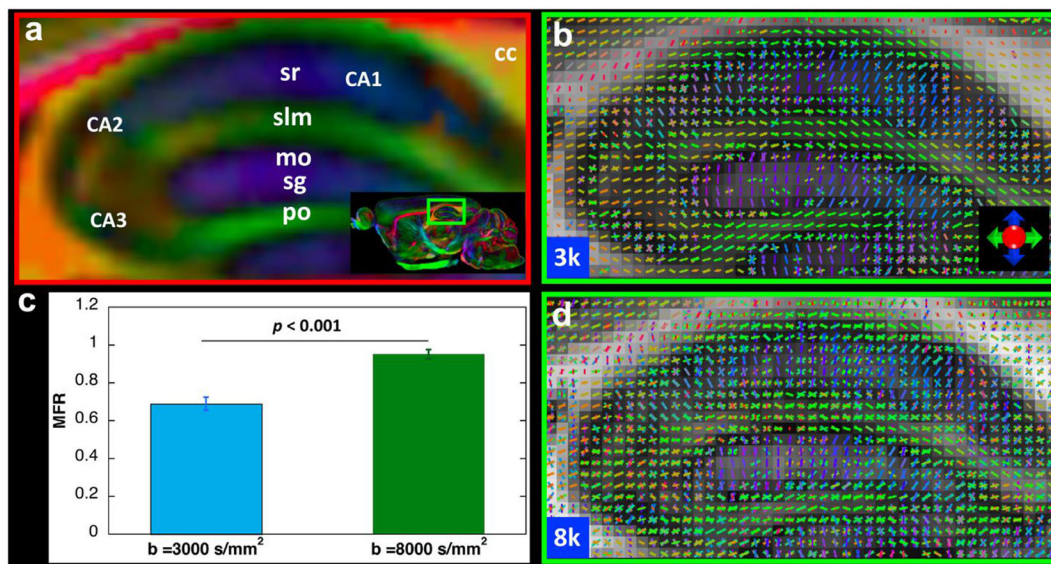 a
cc
sr
CA1
slm
CA2
mo
sg
CA3
po
b
3k
c
1.2
1
0.8
0.6
0.4
0.2
0
MFR
p < 0.001
b =3000 s/mm²
b =8000 s/mm²
d
8k